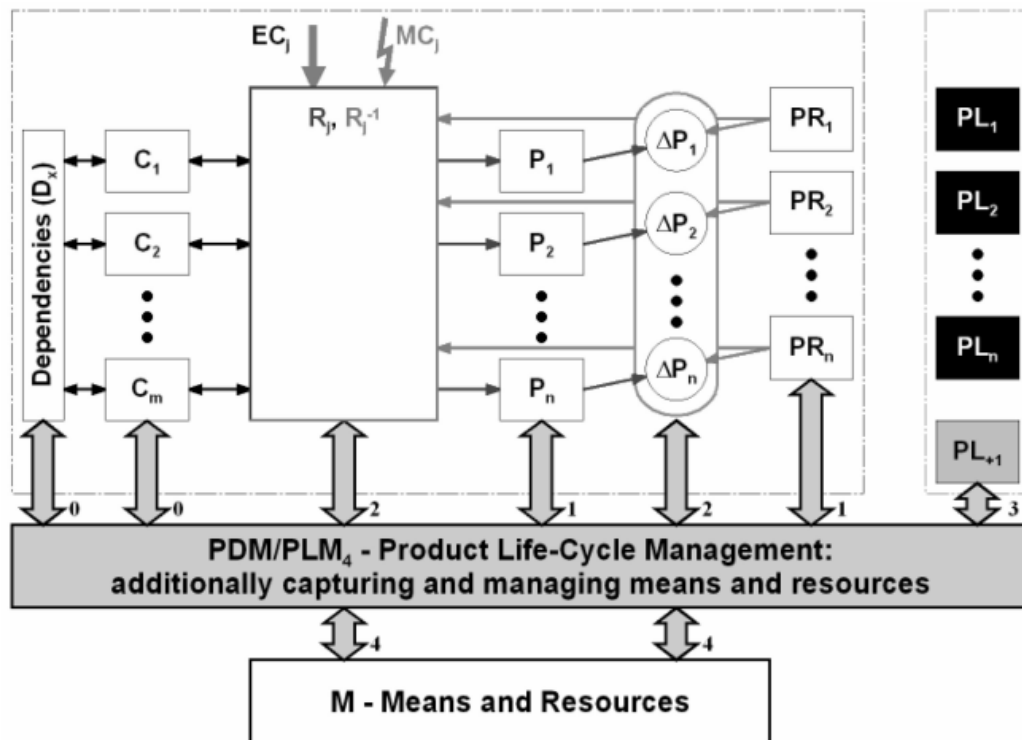 EC_j MC_j
R_j, R_j^-1
Dependencies (D_x)
C_1
C_2
C_m
P_1
P_2
P_n
ΔP_1
ΔP_2
ΔP_n
PR_1
PR_2
PR_n
PL_1
PL_2
PL_n
PL_+1
0 0 2 1 2 1 3
PDM/PLM_4 - Product Life-Cycle Management:
additionally capturing and managing means and resources
4 4
M - Means and Resources